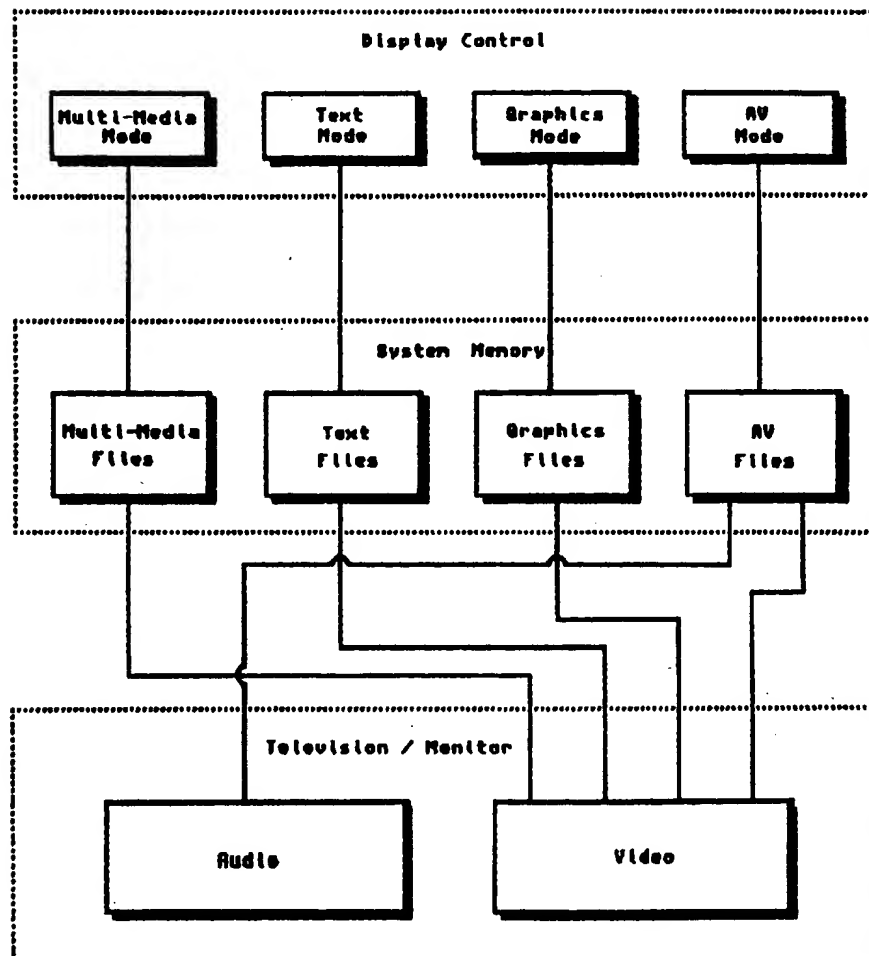 Display Control
Multi-Media
Mode
Text
Mode
Graphics
Mode
AV
Mode
System Memory
Multi-Media
Files
Text
Files
Graphics
Files
AV
Files
Television / Monitor
Audio
Video